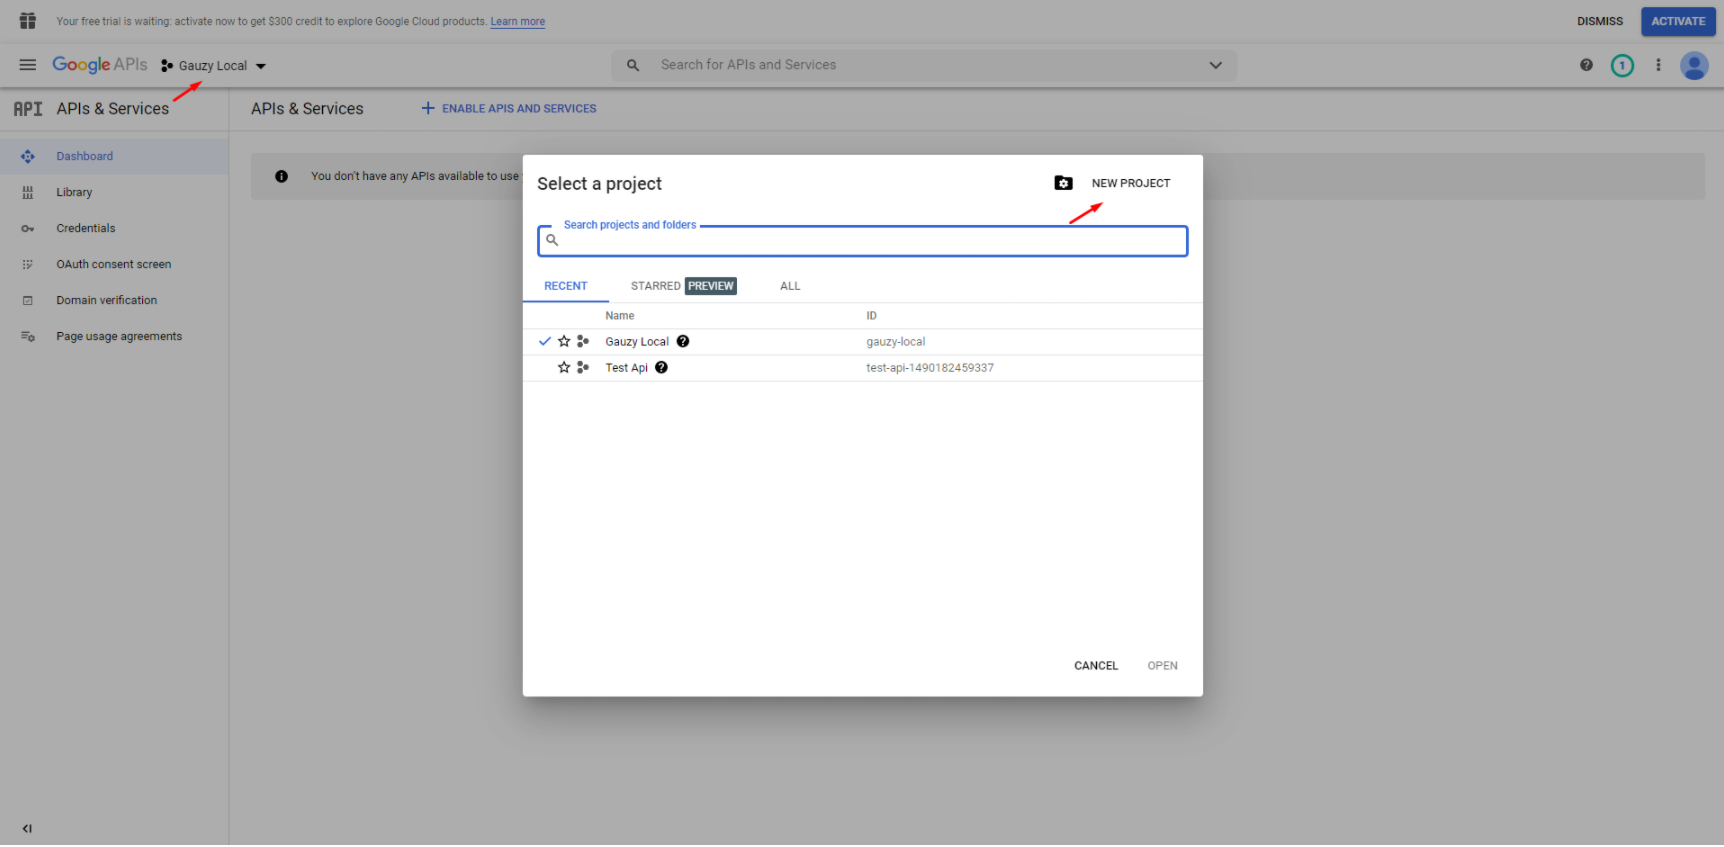 Your free trial is waiting: activate now to get $300 credit to explore Google Cloud products. Learn more
DISMISS
ACTIVATE
Google APIs
Gauzy Local
Search for APIs and Services
1
API
APIs & Services
APIs & Services
ENABLE APIS AND SERVICES
Dashboard
Library
Credentials
OAuth consent screen
Domain verification
Page usage agreements
You don't have any APIs available to use
Select a project
NEW PROJECT
Search projects and folders
RECENT
STARRED PREVIEW
ALL
Name ID
Gauzy Local gauzy-local
Test Api test-api-1490182459337
CANCEL
OPEN